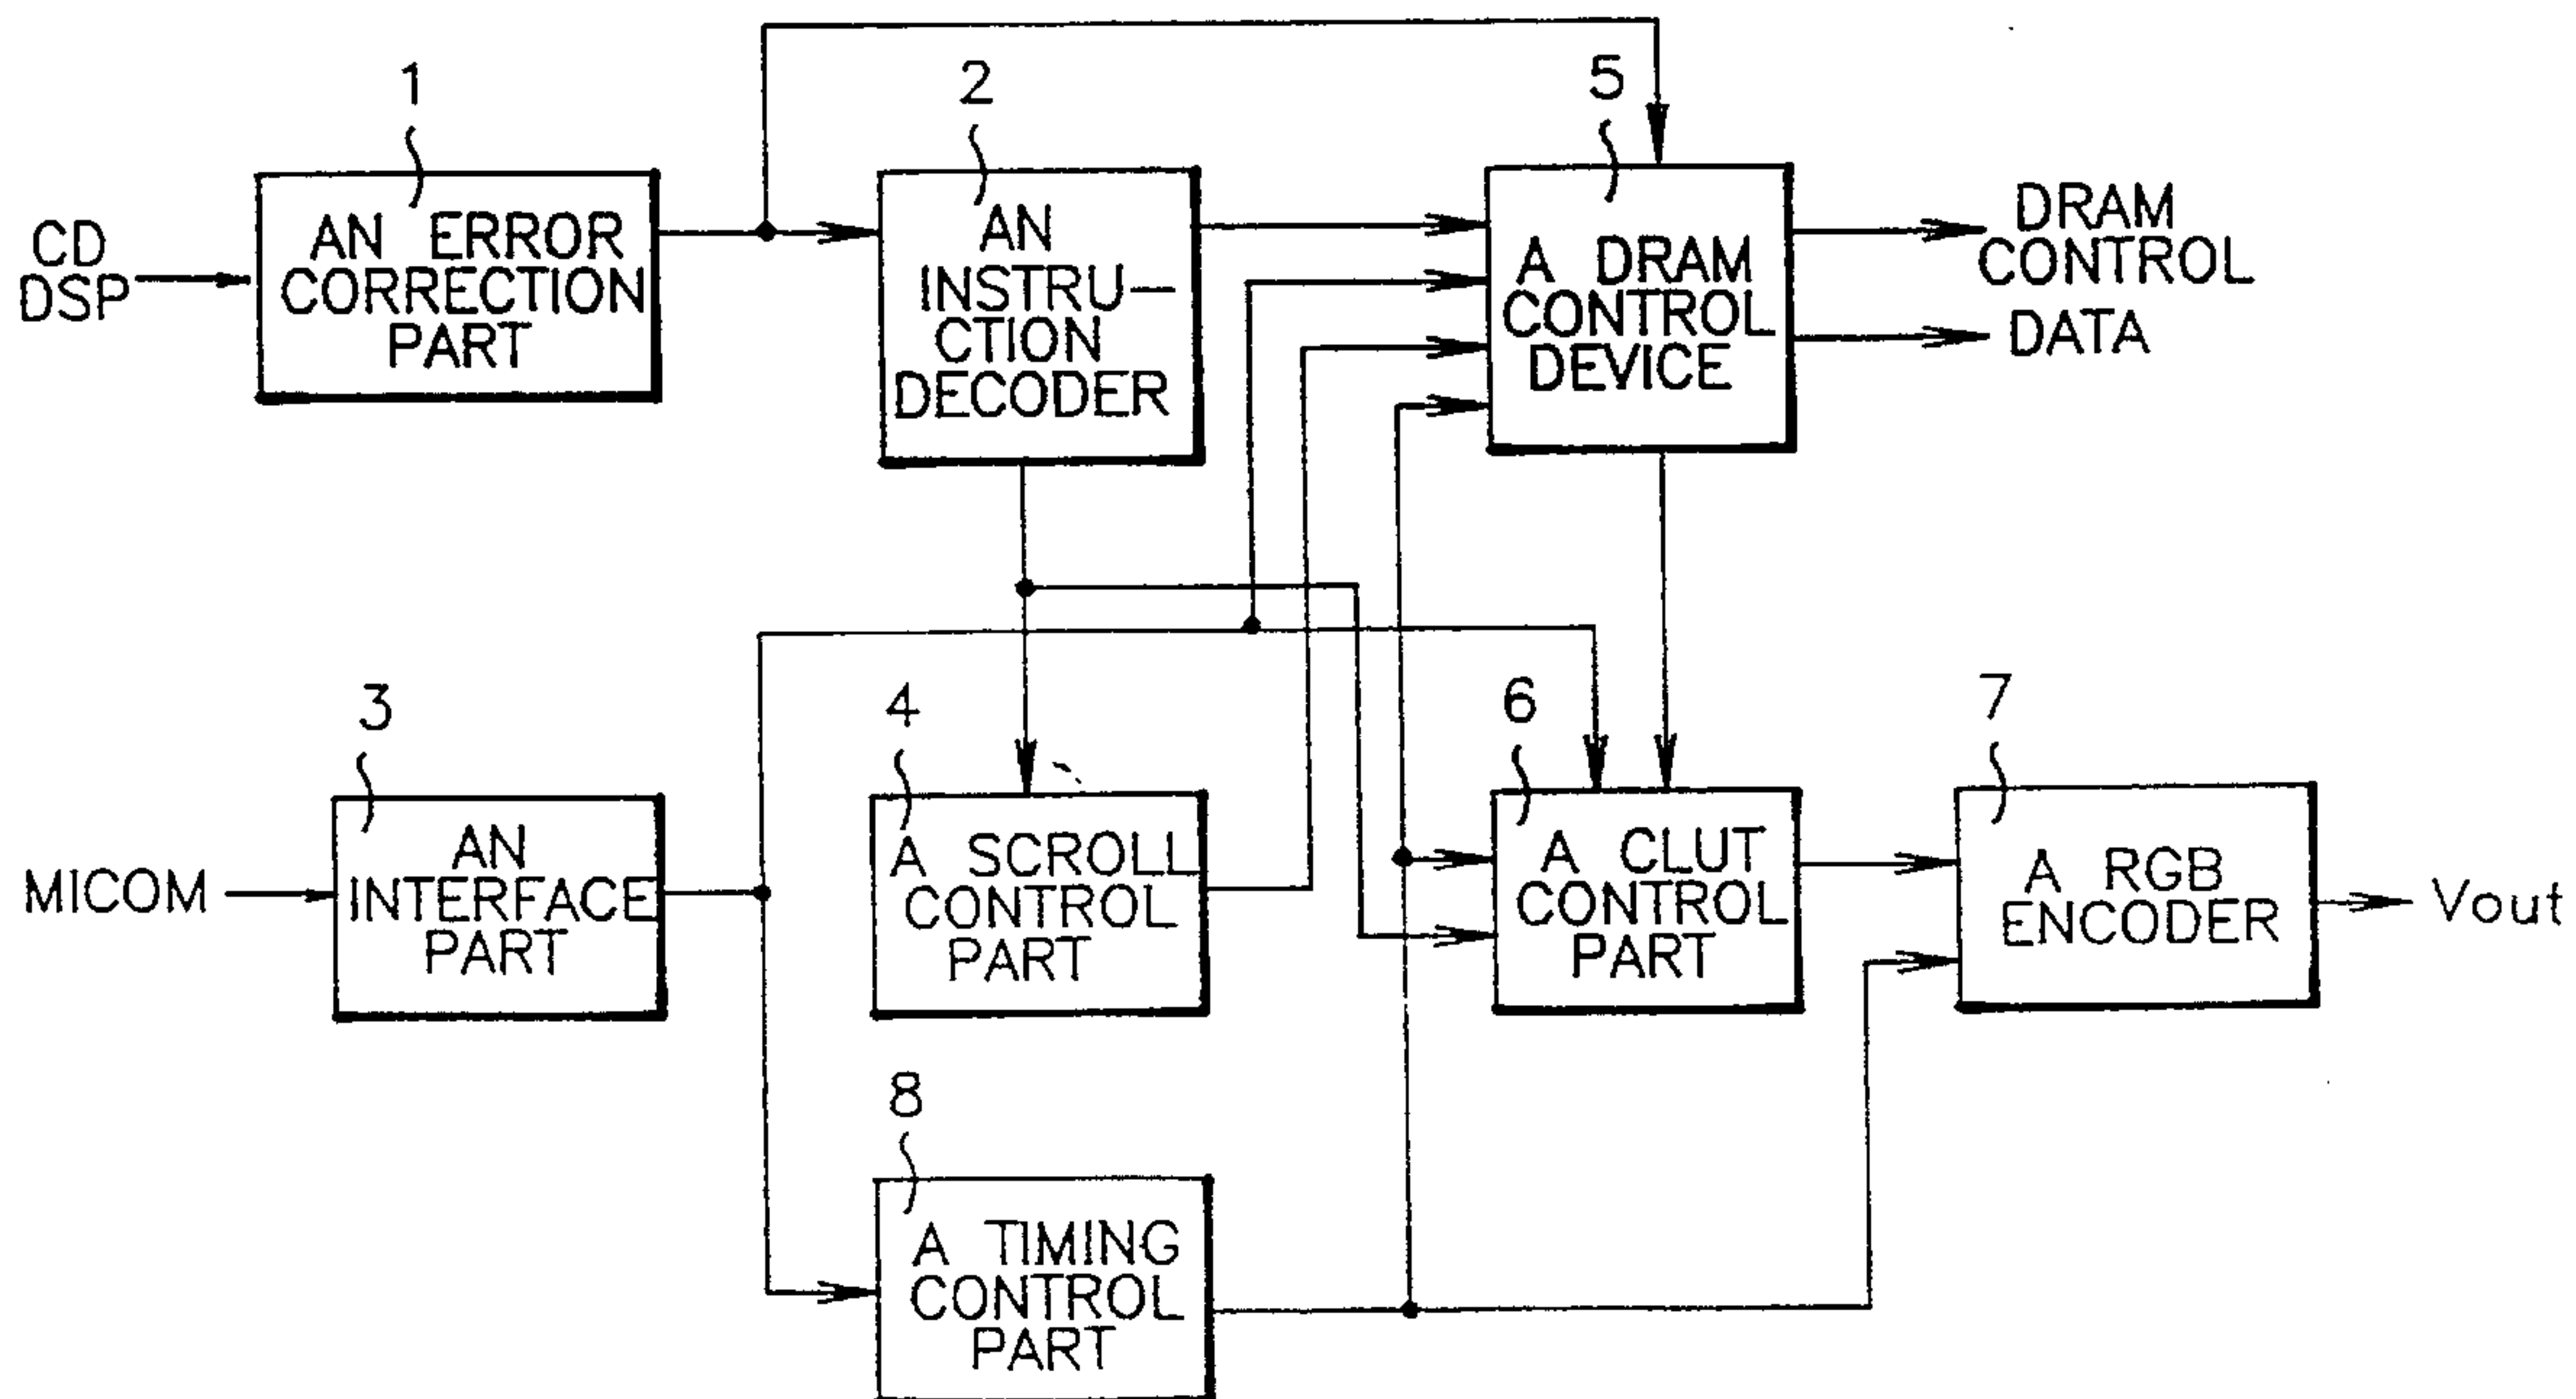 1
2
5
CD
DSP
AN ERROR
CORRECTION
PART
AN
INSTRU-
CTION
DECODER
A DRAM
CONTROL
DEVICE
DRAM
CONTROL
DATA
3
4
6
7
MICOM
AN
INTERFACE
PART
A SCROLL
CONTROL
PART
A CLUT
CONTROL
PART
A RGB
ENCODER
Vout
8
A TIMING
CONTROL
PART